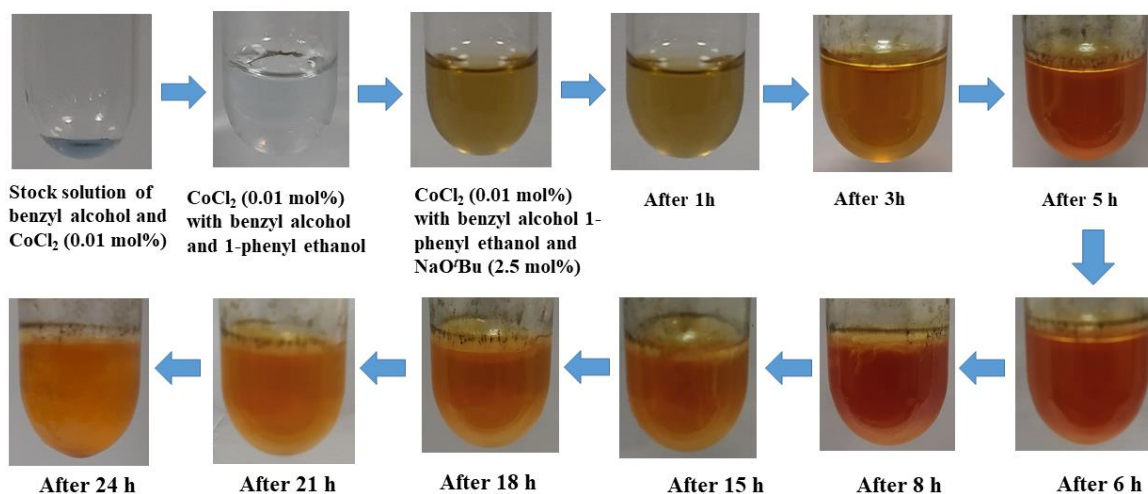 Stock solution of
benzyl alcohol and
CoCl₂ (0.01 mol%)
CoCl₂ (0.01 mol%)
with benzyl alcohol
and 1-phenyl ethanol
CoCl₂ (0.01 mol%)
with benzyl alcohol 1-
phenyl ethanol and
NaOᵗBu (2.5 mol%)
After 1h
After 3h
After 5 h
After 24 h
After 21 h
After 18 h
After 15 h
After 8 h
After 6 h